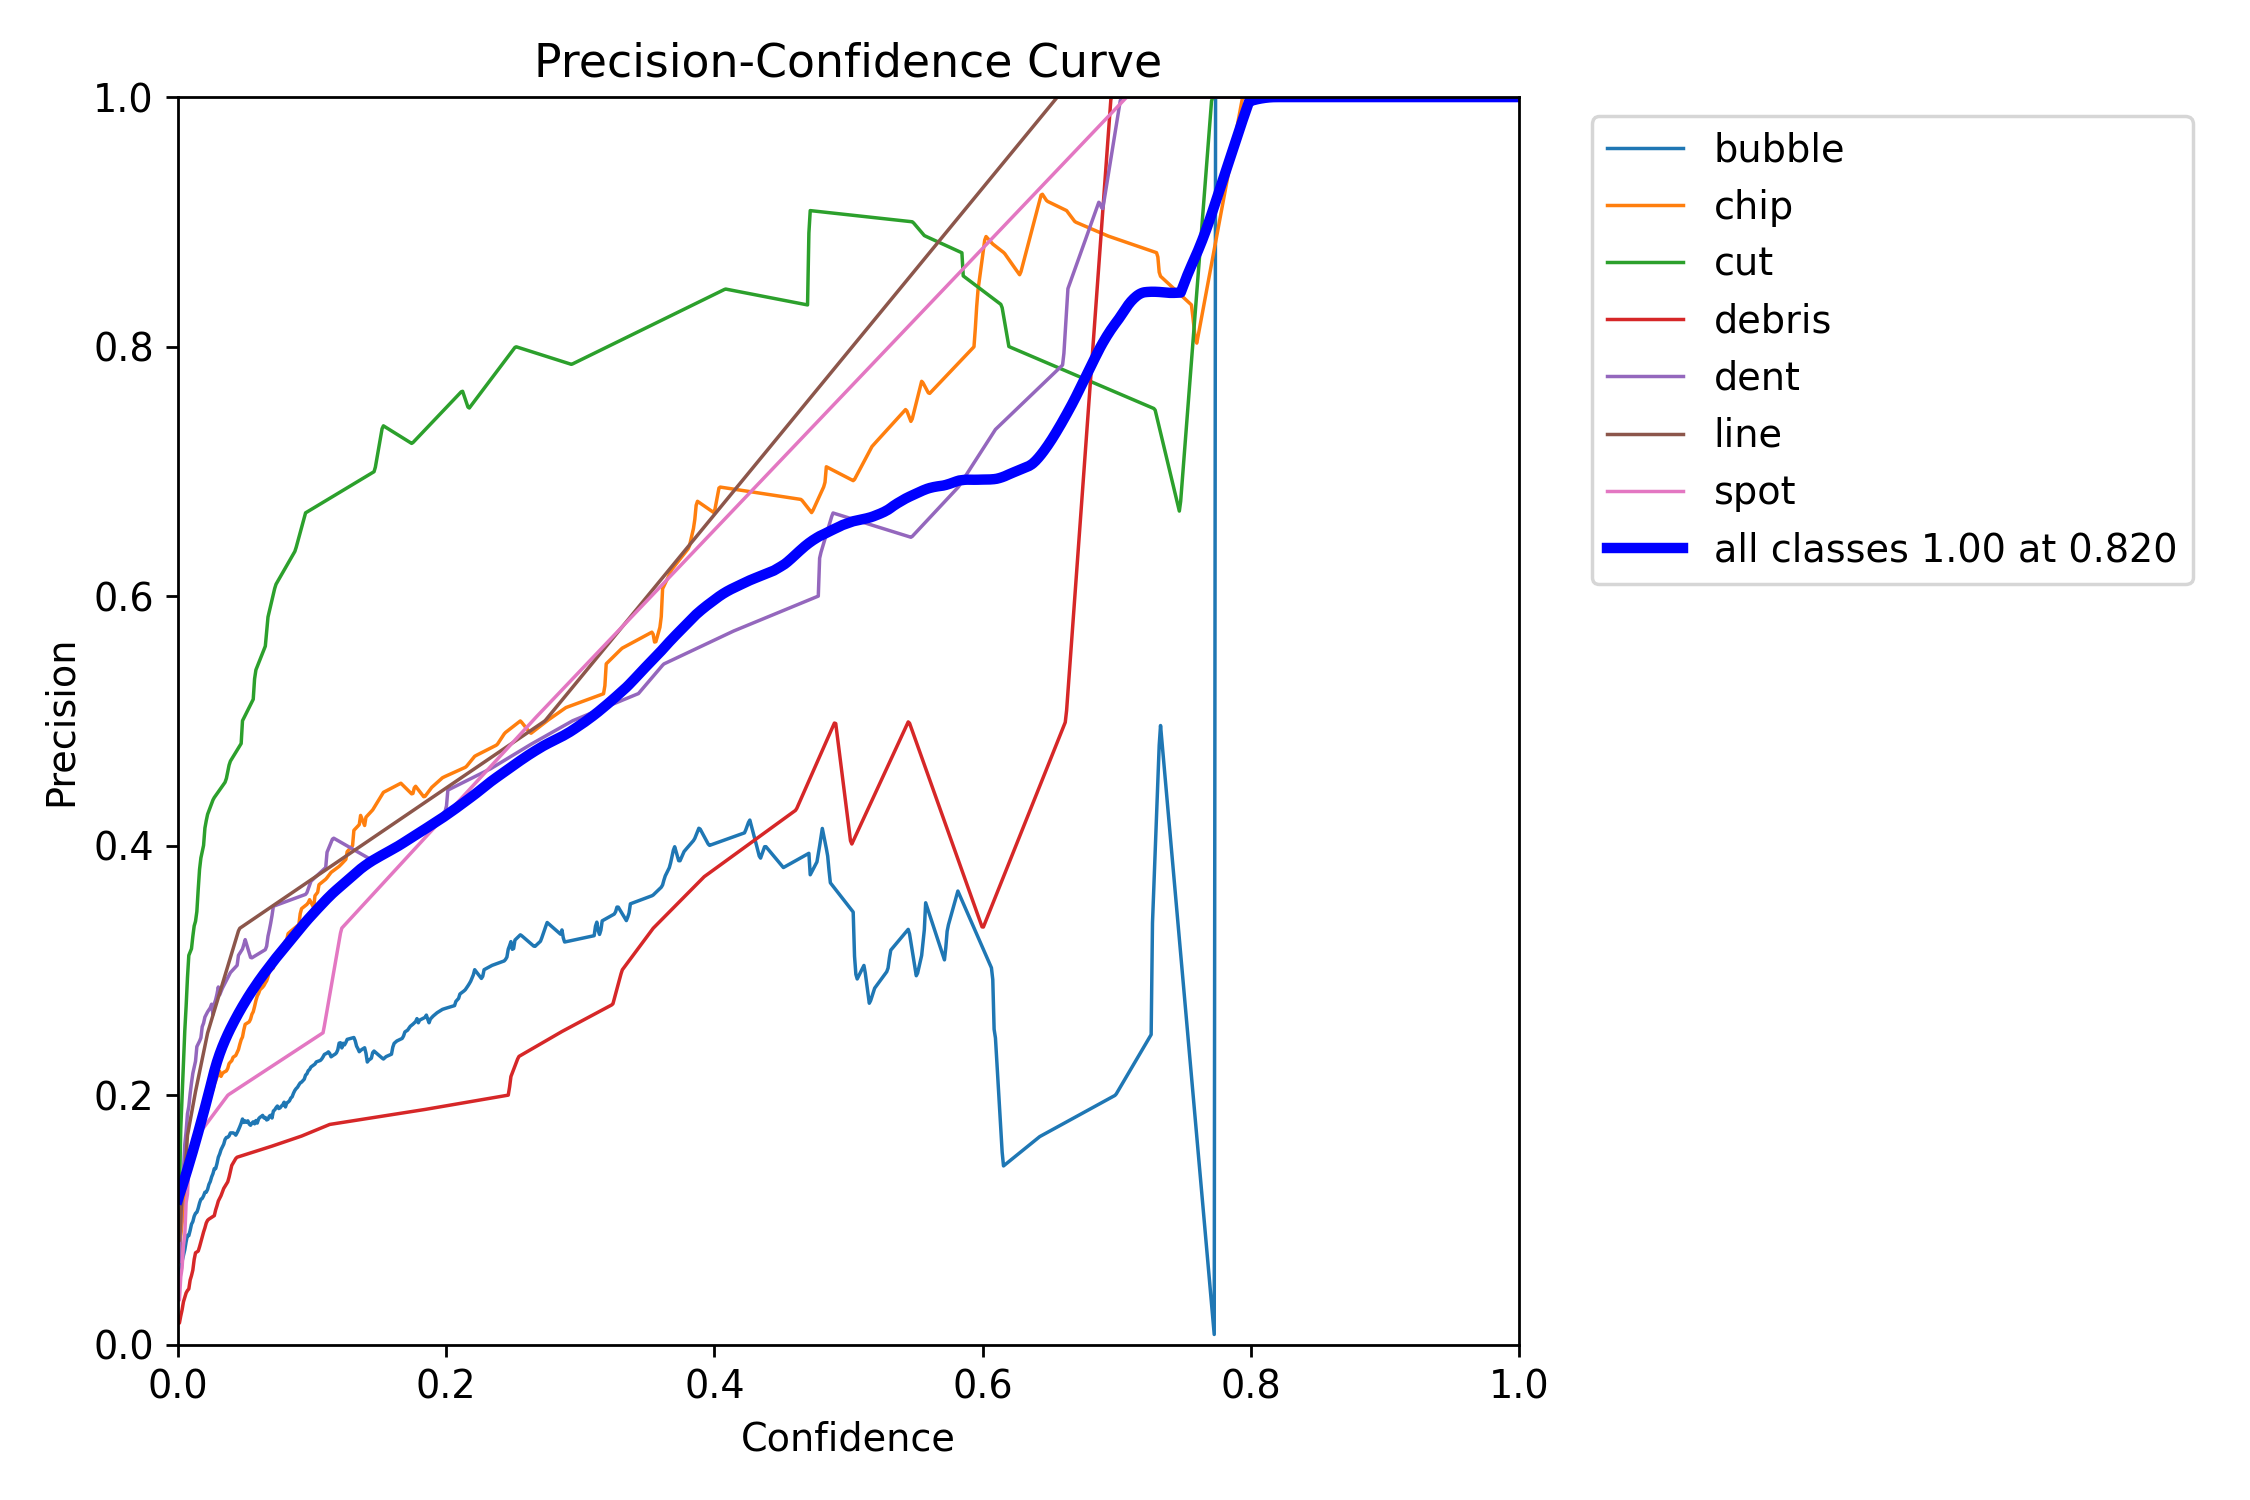 Precision-Confidence Curve
1.0
0.8
0.6
0.4
0.2
0.0
Precision
0.0 0.2 0.4 0.6 0.8 1.0
Confidence
bubble
chip
cut
debris
dent
line
spot
all classes 1.00 at 0.820